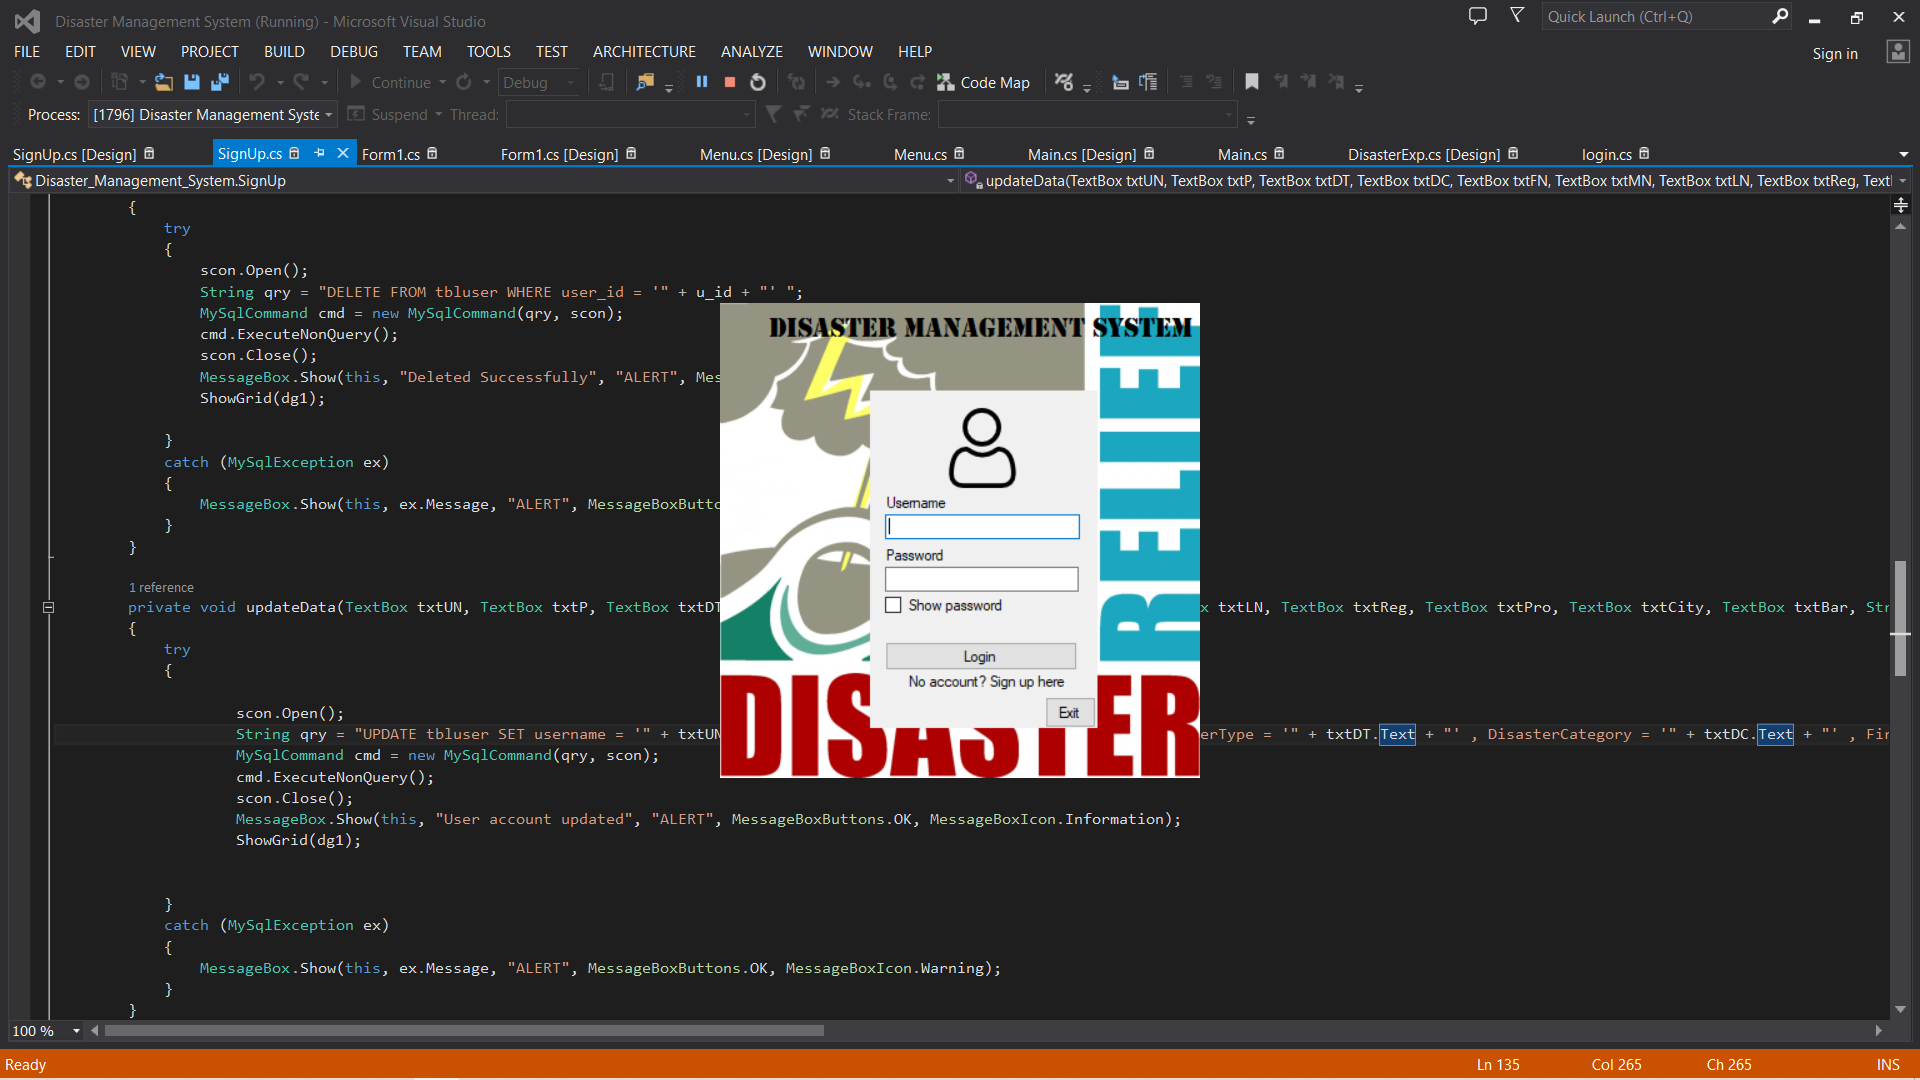 Disaster Management System (Running) - Microsoft Visual Studio
Quick Launch (Ctrl+Q)
FILE EDIT VIEW PROJECT BUILD DEBUG TEAM TOOLS TEST ARCHITECTURE ANALYZE WINDOW HELP
Sign in
Continue Debug Code Map
Process: [1796] Disaster Management Syste Suspend Thread: Stack Frame:
SignUp.cs [Design] SignUp.cs Form1.cs Form1.cs [Design] Menu.cs [Design] Menu.cs Main.cs [Design] Main.cs DisasterExp.cs [Design] login.cs
Disaster_Management_System.SignUp
updateData(TextBox txtUN, TextBox txtP, TextBox txtDT, TextBox txtDC, TextBox txtFN, TextBox txtMN, TextBox txtLN, TextBox txtReg, Text
{
try
{
scon.Open();
String qry = "DELETE FROM tbluser WHERE user_id = '" + u_id + "' ";
MySqlCommand cmd = new MySqlCommand(qry, scon);
cmd.ExecuteNonQuery();
scon.Close();
MessageBox.Show(this, "Deleted Successfully", "ALERT", Mes
ShowGrid(dg1);
}
catch (MySqlException ex)
{
MessageBox.Show(this, ex.Message, "ALERT", MessageBoxButto
}
}
1 reference
private void updateData(TextBox txtUN, TextBox txtP, TextBox txtDT
x txtLN, TextBox txtReg, TextBox txtPro, TextBox txtCity, TextBox txtBar, Str
{
try
{
scon.Open();
String qry = "UPDATE tbluser SET username = '" + txtUN
erType = '" + txtDT.Text + "' , DisasterCategory = '" + txtDC.Text + "' , Fir
MySqlCommand cmd = new MySqlCommand(qry, scon);
cmd.ExecuteNonQuery();
scon.Close();
MessageBox.Show(this, "User account updated", "ALERT", MessageBoxButtons.OK, MessageBoxIcon.Information);
ShowGrid(dg1);
}
catch (MySqlException ex)
{
MessageBox.Show(this, ex.Message, "ALERT", MessageBoxButtons.OK, MessageBoxIcon.Warning);
}
}
DISASTER MANAGEMENT SYSTEM
RELIEF
Username
Password
Show password
Login
No account? Sign up here
Exit
DISASTER
100 %
Ready
Ln 135 Col 265 Ch 265 INS